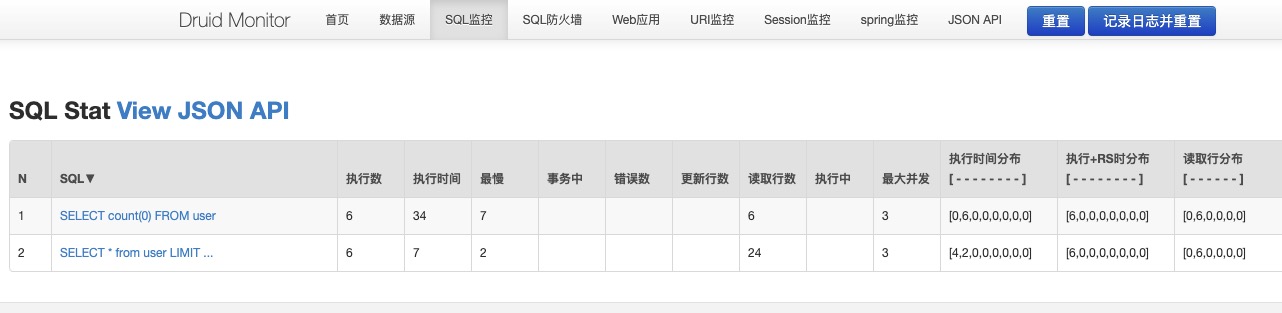 Druid Monitor 首页 数据源 SQL监控 SQL防火墙 Web应用 URI监控 Session监控 spring监控 JSON API 重置 记录日志并重置
SQL Stat View JSON API
N SQL▼ 执行数 执行时间 最慢 事务中 错误数 更新行数 读取行数 执行中 最大并发 执行时间分布 [ - - - - - - - - ] 执行+RS时分布 [ - - - - - - - - ] 读取行分布 [ - - - - - - ]
1 SELECT count(0) FROM user 6 34 7 6 3 [0,6,0,0,0,0,0,0] [6,0,0,0,0,0,0,0] [0,6,0,0,0,0]
2 SELECT * from user LIMIT ... 6 7 2 24 3 [4,2,0,0,0,0,0,0] [6,0,0,0,0,0,0,0] [0,6,0,0,0,0]